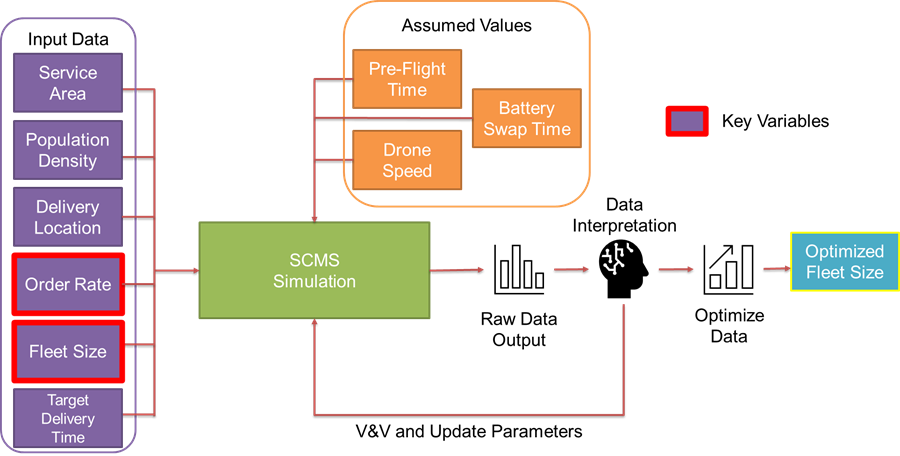 Input Data
Service
Area
Population
Density
Delivery
Location
Order Rate
Fleet Size
Target
Delivery
Time
Assumed Values
Pre-Flight
Time
Battery
Swap Time
Drone
Speed
Key Variables
SCMS
Simulation
Raw Data
Output
Data
Interpretation
Optimize
Data
Optimized
Fleet Size
V&V and Update Parameters